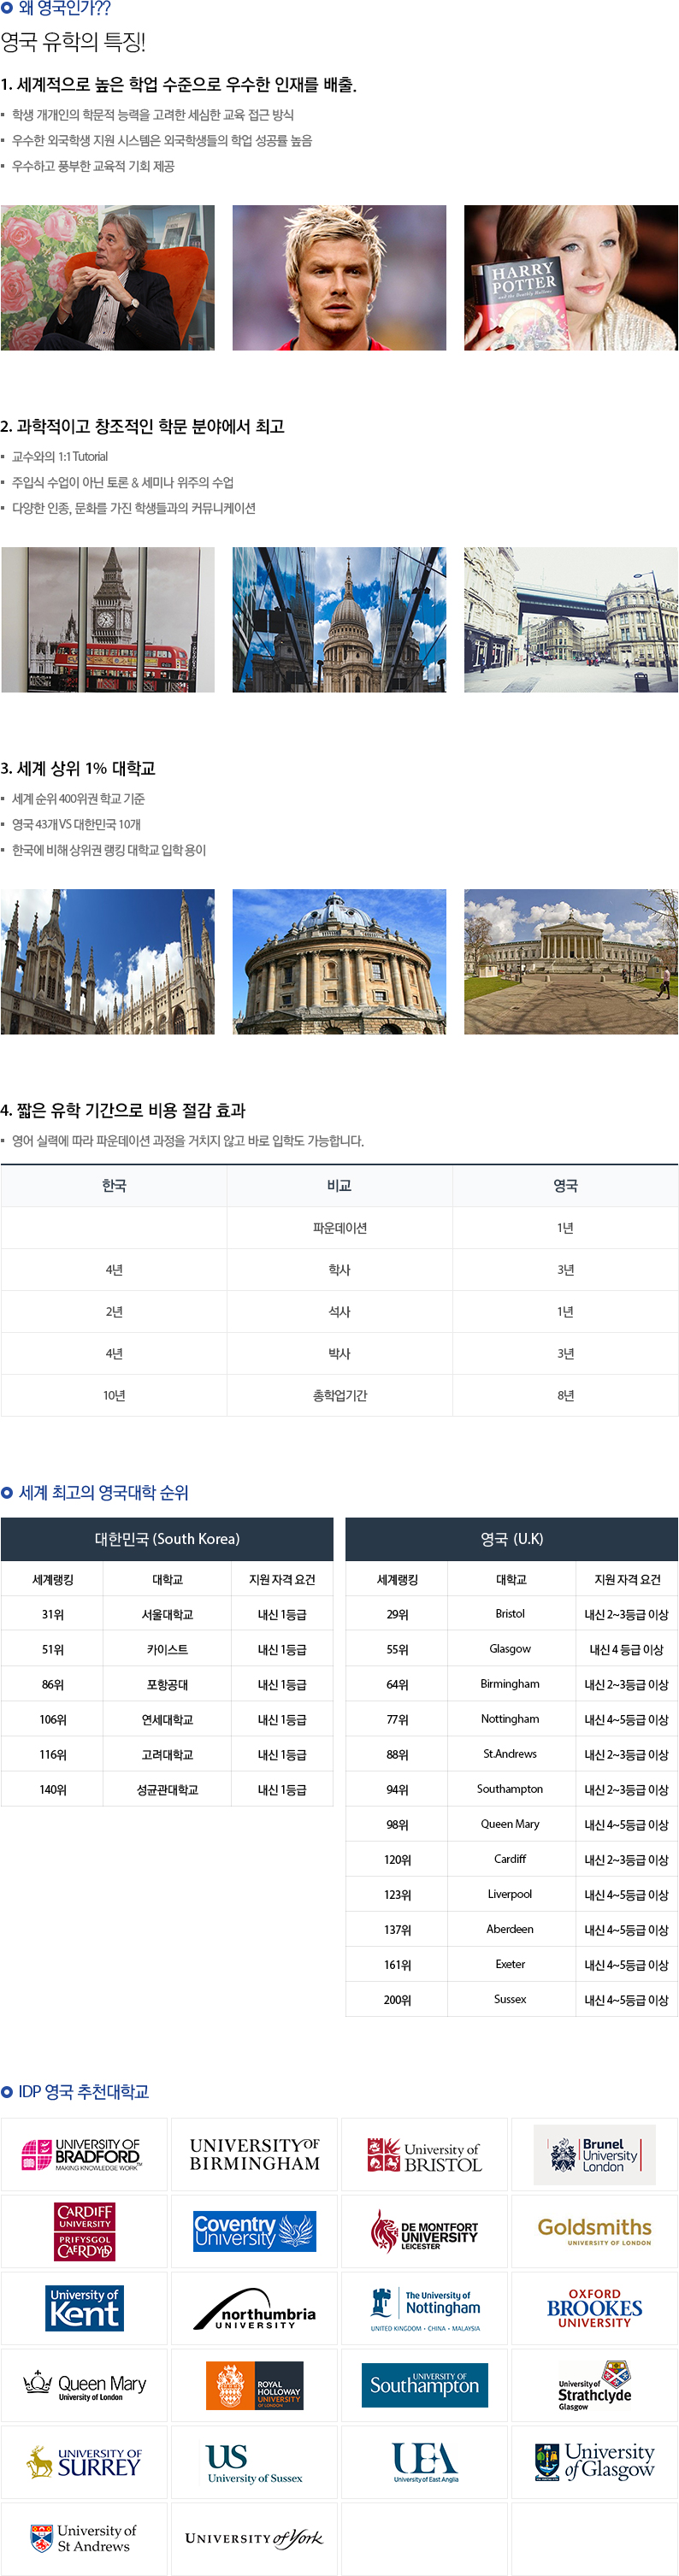 왜 영국인가??
영국 유학의 특징!
1. 세계적으로 높은 학업 수준으로 우수한 인재를 배출.
학생 개개인의 학문적 능력을 고려한 세심한 교육 접근 방식
우수한 외국학생 지원 시스템은 외국학생들의 학업 성공률 높음
우수하고 풍부한 교육적 기회 제공
HARRY
POTTER
and the Deathly Hallows
2. 과학적이고 창조적인 학문 분야에서 최고
교수와의 1:1 Tutorial
주입식 수업이 아닌 토론 & 세미나 위주의 수업
다양한 인종, 문화를 가진 학생들과의 커뮤니케이션
3. 세계 상위 1% 대학교
세계 순위 400위권 학교 기준
영국 43개 VS 대한민국 10개
한국에 비해 상위권 랭킹 대학교 입학 용이
4. 짧은 유학 기간으로 비용 절감 효과
영어 실력에 따라 파운데이션 과정을 거치지 않고 바로 입학도 가능합니다.
한국 비교 영국
파운데이션 1년
4년 학사 3년
2년 석사 1년
4년 박사 3년
10년 총학업기간 8년
세계 최고의 영국대학 순위
대한민국 (South Korea)
세계랭킹 대학교 지원 자격 요건
31위 서울대학교 내신 1등급
51위 카이스트 내신 1등급
86위 포항공대 내신 1등급
106위 연세대학교 내신 1등급
116위 고려대학교 내신 1등급
140위 성균관대학교 내신 1등급
영국 (U.K)
세계랭킹 대학교 지원 자격 요건
29위 Bristol 내신 2~3등급 이상
55위 Glasgow 내신 4 등급 이상
64위 Birmingham 내신 2~3등급 이상
77위 Nottingham 내신 4~5등급 이상
88위 St.Andrews 내신 2~3등급 이상
94위 Southampton 내신 2~3등급 이상
98위 Queen Mary 내신 4~5등급 이상
120위 Cardiff 내신 2~3등급 이상
123위 Liverpool 내신 4~5등급 이상
137위 Aberdeen 내신 4~5등급 이상
161위 Exeter 내신 4~5등급 이상
200위 Sussex 내신 4~5등급 이상
IDP 영국 추천대학교
UNIVERSITY OF
BRADFORD
MAKING KNOWLEDGE WORK™
UNIVERSITY OF
BIRMINGHAM
University of
BRISTOL
Brunel
University
London
CARDIFF
UNIVERSITY
PRIFYSGOL
CAERDYDD
Coventry
University
DE MONTFORT
UNIVERSITY
LEICESTER
Goldsmiths
UNIVERSITY OF LONDON
University of
Kent
northumbria
UNIVERSITY
The University of
Nottingham
UNITED KINGDOM · CHINA · MALAYSIA
OXFORD
BROOKES
UNIVERSITY
Queen Mary
University of London
ROYAL
HOLLOWAY
UNIVERSITY
OF LONDON
UNIVERSITY OF
Southampton
University of
Strathclyde
Glasgow
UNIVERSITY OF
SURREY
US
University of Sussex
UEA
University of East Anglia
University
of Glasgow
University of
St Andrews
UNIVERSITY of York